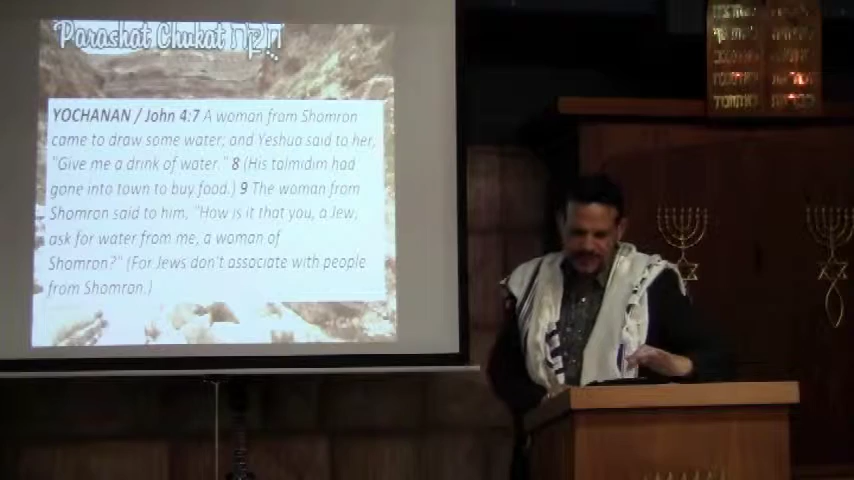 Parashat Chukat חֻקַּת
YOCHANAN / John 4:7 A woman from Shomron
came to draw some water; and Yeshua said to her,
"Give me a drink of water." 8 (His talmidim had
gone into town to buy food.) 9 The woman from
Shomron said to him, "How is it that you, a Jew,
ask for water from me, a woman of
Shomron?" (For Jews don't associate with people
from Shomron.)